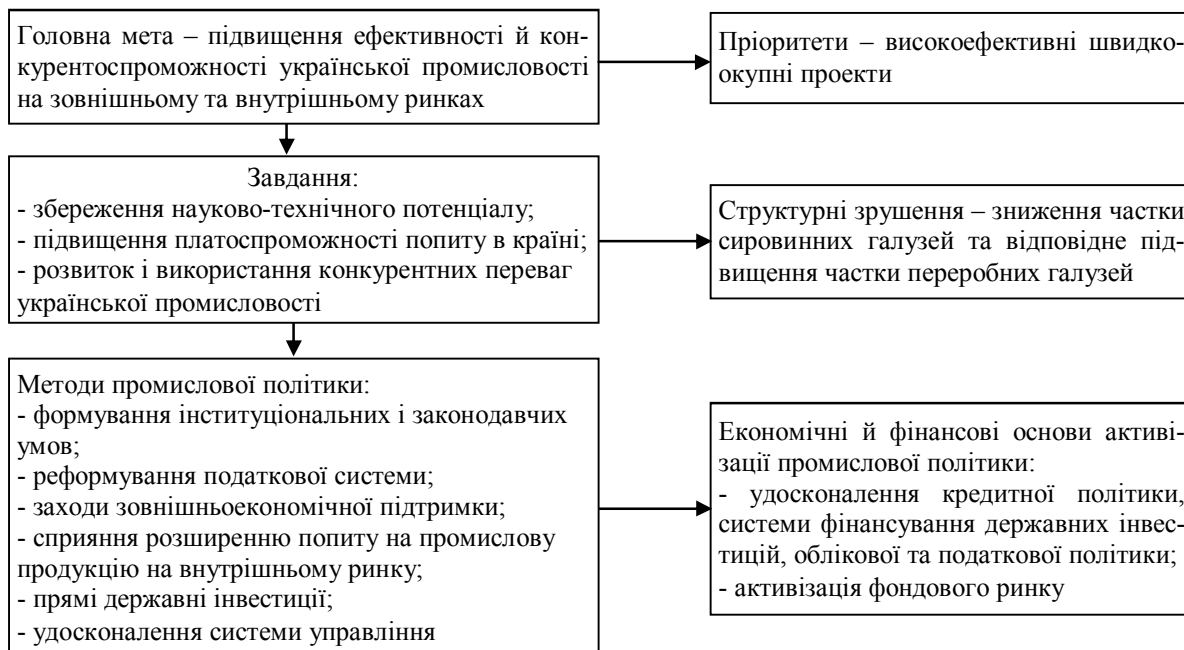 Головна мета – підвищення ефективності й кон-
курентоспроможності української промисловості
на зовнішньому та внутрішньому ринках
Пріоритети – високоефективні швидко-
окупні проекти
Завдання:
- збереження науково-технічного потенціалу;
- підвищення платоспроможності попиту в країні;
- розвиток і використання конкурентних переваг
української промисловості
Структурні зрушення – зниження частки
сировинних галузей та відповідне під-
вищення частки переробних галузей
Методи промислової політики:
- формування інституціональних і законодавчих
умов;
- реформування податкової системи;
- заходи зовнішньоекономічної підтримки;
- сприяння розширенню попиту на промислову
продукцію на внутрішньому ринку;
- прямі державні інвестиції;
- удосконалення системи управління
Економічні й фінансові основи активі-
зації промислової політики:
- удосконалення кредитної політики,
системи фінансування державних інвес-
тицій, облікової та податкової політики;
- активізація фондового ринку